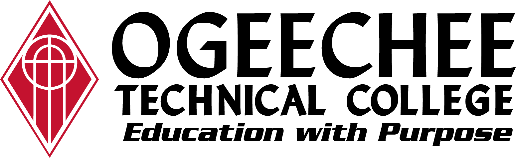 OGEECHEE
TECHNICAL COLLEGE
Education with Purpose